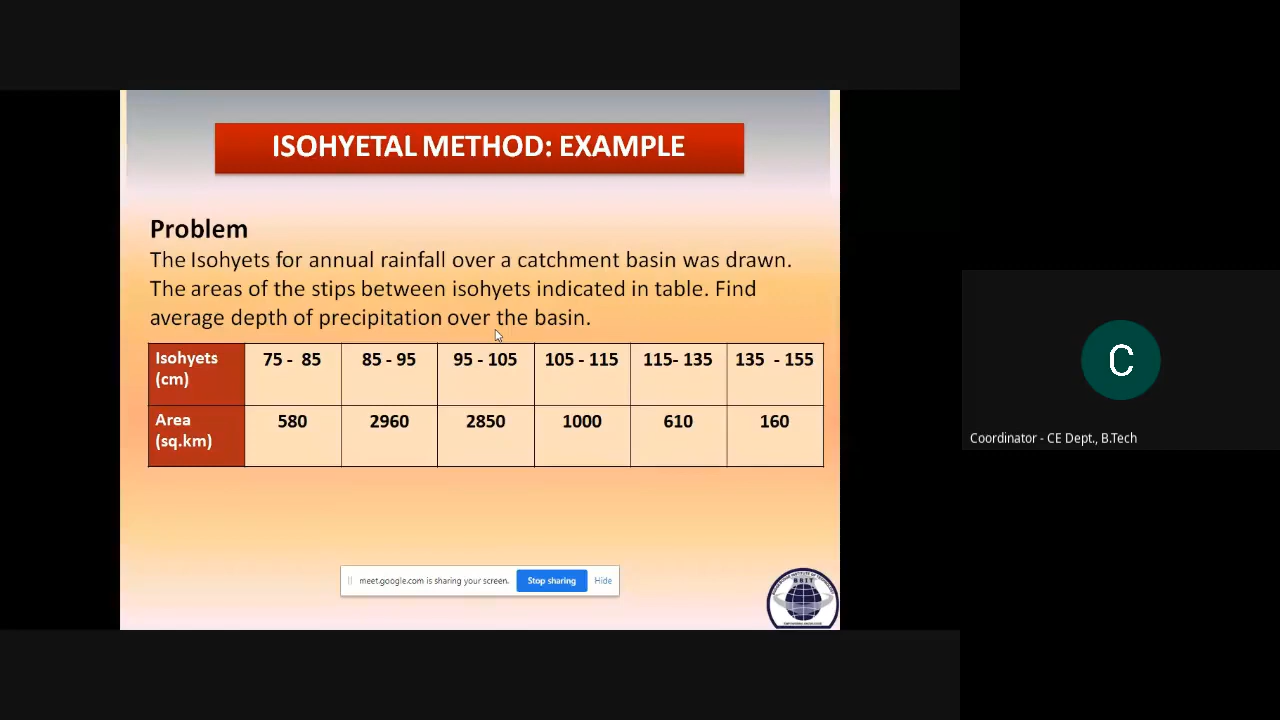 ISOHYETAL METHOD: EXAMPLE
Problem
The Isohyets for annual rainfall over a catchment basin was drawn.
The areas of the stips between isohyets indicated in table. Find
average depth of precipitation over the basin.
Isohyets (cm) 75 - 85 85 - 95 95 - 105 105 - 115 115- 135 135 - 155
Area (sq.km) 580 2960 2850 1000 610 160
meet.google.com is sharing your screen. Stop sharing Hide
C
Coordinator - CE Dept., B.Tech